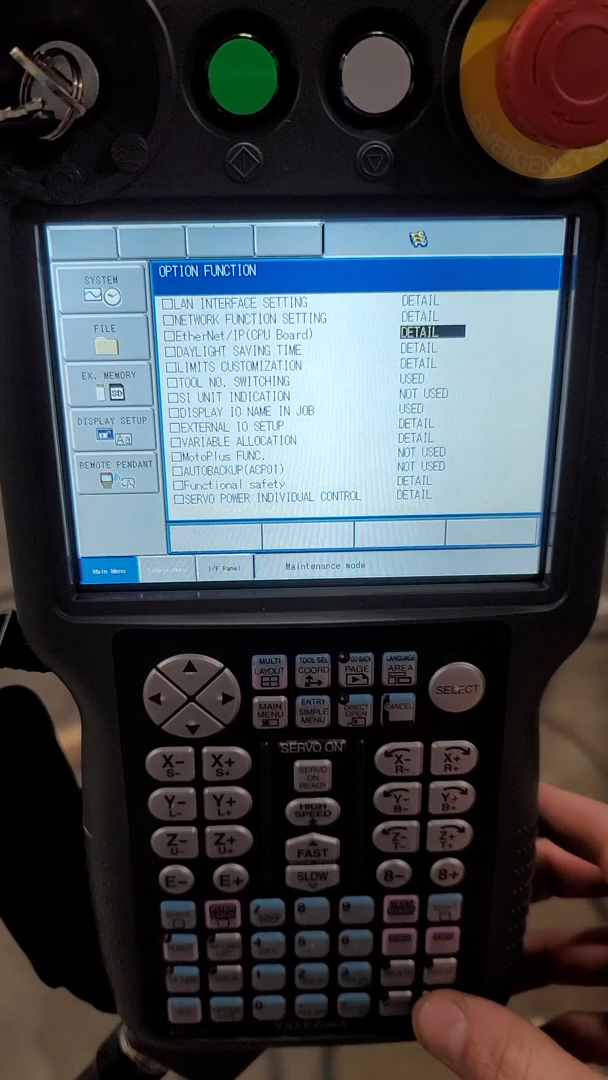 EMERGENCY
SYSTEM
FILE
EX. MEMORY
SD
DISPLAY SETUP
Aa
REMOTE PENDANT
OPTION FUNCTION
LAN INTERFACE SETTING DETAIL
NETWORK FUNCTION SETTING DETAIL
EtherNet/IP(CPU Board) DETAIL
DAYLIGHT SAVING TIME DETAIL
LIMITS CUSTOMIZATION DETAIL
TOOL NO. SWITCHING USED
SI UNIT INDICATION NOT USED
DISPLAY IO NAME IN JOB USED
EXTERNAL IO SETUP DETAIL
VARIABLE ALLOCATION DETAIL
MotoPlus FUNC. NOT USED
AUTOBACKUP(ACP01) NOT USED
Functional safety DETAIL
SERVO POWER INDIVIDUAL CONTROL DETAIL
Main Menu I/F Panel Maintenance mode
MULTI LAYOUT
TOOL SEL COORD
GO BACK PAGE
LANGUAGE AREA
SELECT
MAIN MENU
ENTRY SIMPLE MENU
DIRECT OPEN
CANCEL
SERVO ON
SERVO ON READY
HIGH SPEED
FAST
SLOW
X- S-
X+ S+
X- R-
X+ R+
Y- L-
Y+ L+
Y- B-
Y+ B+
Z- U-
Z+ U+
Z- T-
Z+ T+
E-
E+
8-
8+
7
8
9
4
5
6
1
2
3
0
YASKAWA